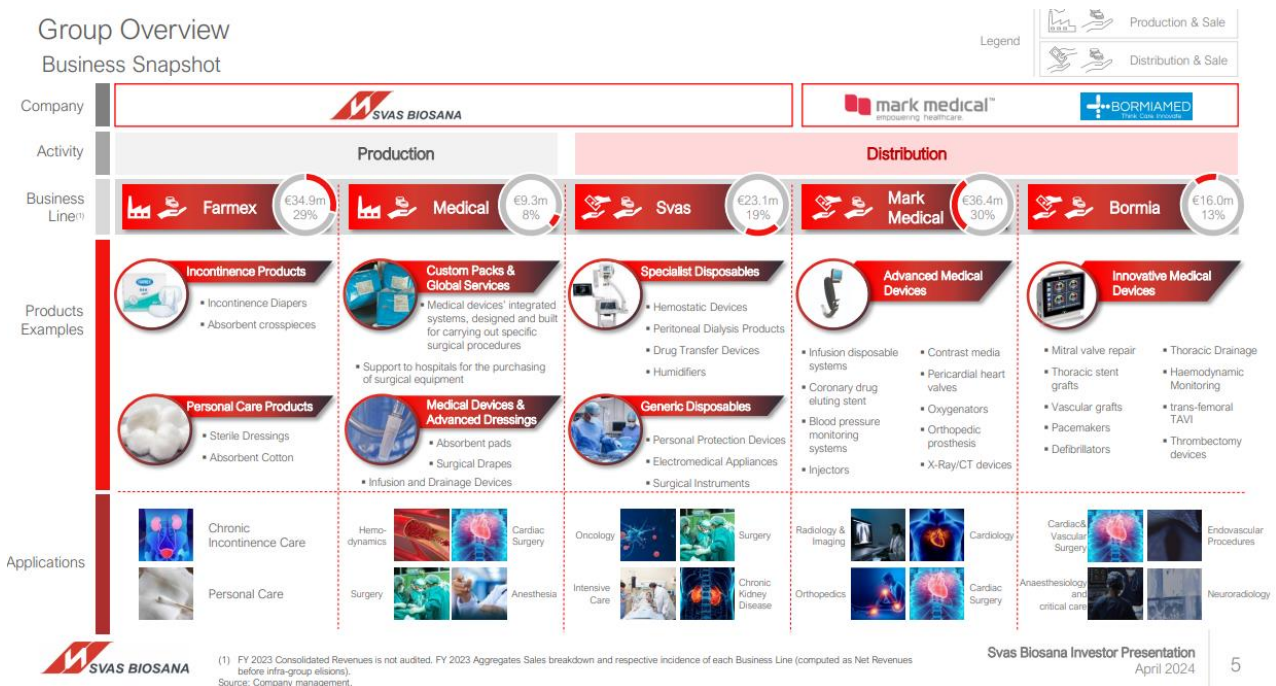 Group Overview
Business Snapshot
Legend
Production & Sale
Distribution & Sale
Company
SVAS BIOSANA
mark medical™
empowering healthcare.
BORMIAMED
Think Care Innovate
Activity
Production
Distribution
Business
Line(1)
Farmex
€34.9m
29%
Medical
€9.3m
8%
Svas
€23.1m
19%
Mark
Medical
€36.4m
30%
Bormia
€16.0m
13%
Products
Examples
Incontinence Products
▪ Incontinence Diapers
▪ Absorbent crosspieces
Personal Care Products
▪ Sterile Dressings
▪ Absorbent Cotton
Custom Packs &
Global Services
▪ Medical devices' integrated
systems, designed and built
for carrying out specific
surgical procedures
▪ Support to hospitals for the purchasing
of surgical equipment
Medical Devices &
Advanced Dressings
▪ Absorbent pads
▪ Surgical Drapes
▪ Infusion and Drainage Devices
Specialist Disposables
▪ Hemostatic Devices
▪ Peritoneal Dialysis Products
▪ Drug Transfer Devices
▪ Humidifiers
Generic Disposables
▪ Personal Protection Devices
▪ Electromedical Appliances
▪ Surgical Instruments
Advanced Medical
Devices
▪ Infusion disposable
systems
▪ Coronary drug
eluting stent
▪ Blood pressure
monitoring
systems
▪ Injectors
▪ Contrast media
▪ Pericardial heart
valves
▪ Oxygenators
▪ Orthopedic
prosthesis
▪ X-Ray/CT devices
Innovative Medical
Devices
▪ Mitral valve repair
▪ Thoracic stent
grafts
▪ Vascular grafts
▪ Pacemakers
▪ Defibrillators
▪ Thoracic Drainage
▪ Haemodynamic
Monitoring
▪ trans-femoral
TAVI
▪ Thrombectomy
devices
Applications
Chronic
Incontinence Care
Personal Care
Hemo-
dynamics
Cardiac
Surgery
Surgery
Anesthesia
Oncology
Surgery
Intensive
Care
Chronic
Kidney
Disease
Radiology &
Imaging
Cardiology
Orthopedics
Cardiac
Surgery
Cardiac&
Vascular
Surgery
Endovascular
Procedures
Anaesthesiology
and
critical care
Neuroradiology
SVAS BIOSANA
(1) FY 2023 Consolidated Revenues is not audited. FY 2023 Aggregates Sales breakdown and respective incidence of each Business Line (computed as Net Revenues
before infra-group elisions).
Source: Company management.
Svas Biosana Investor Presentation
April 2024
5